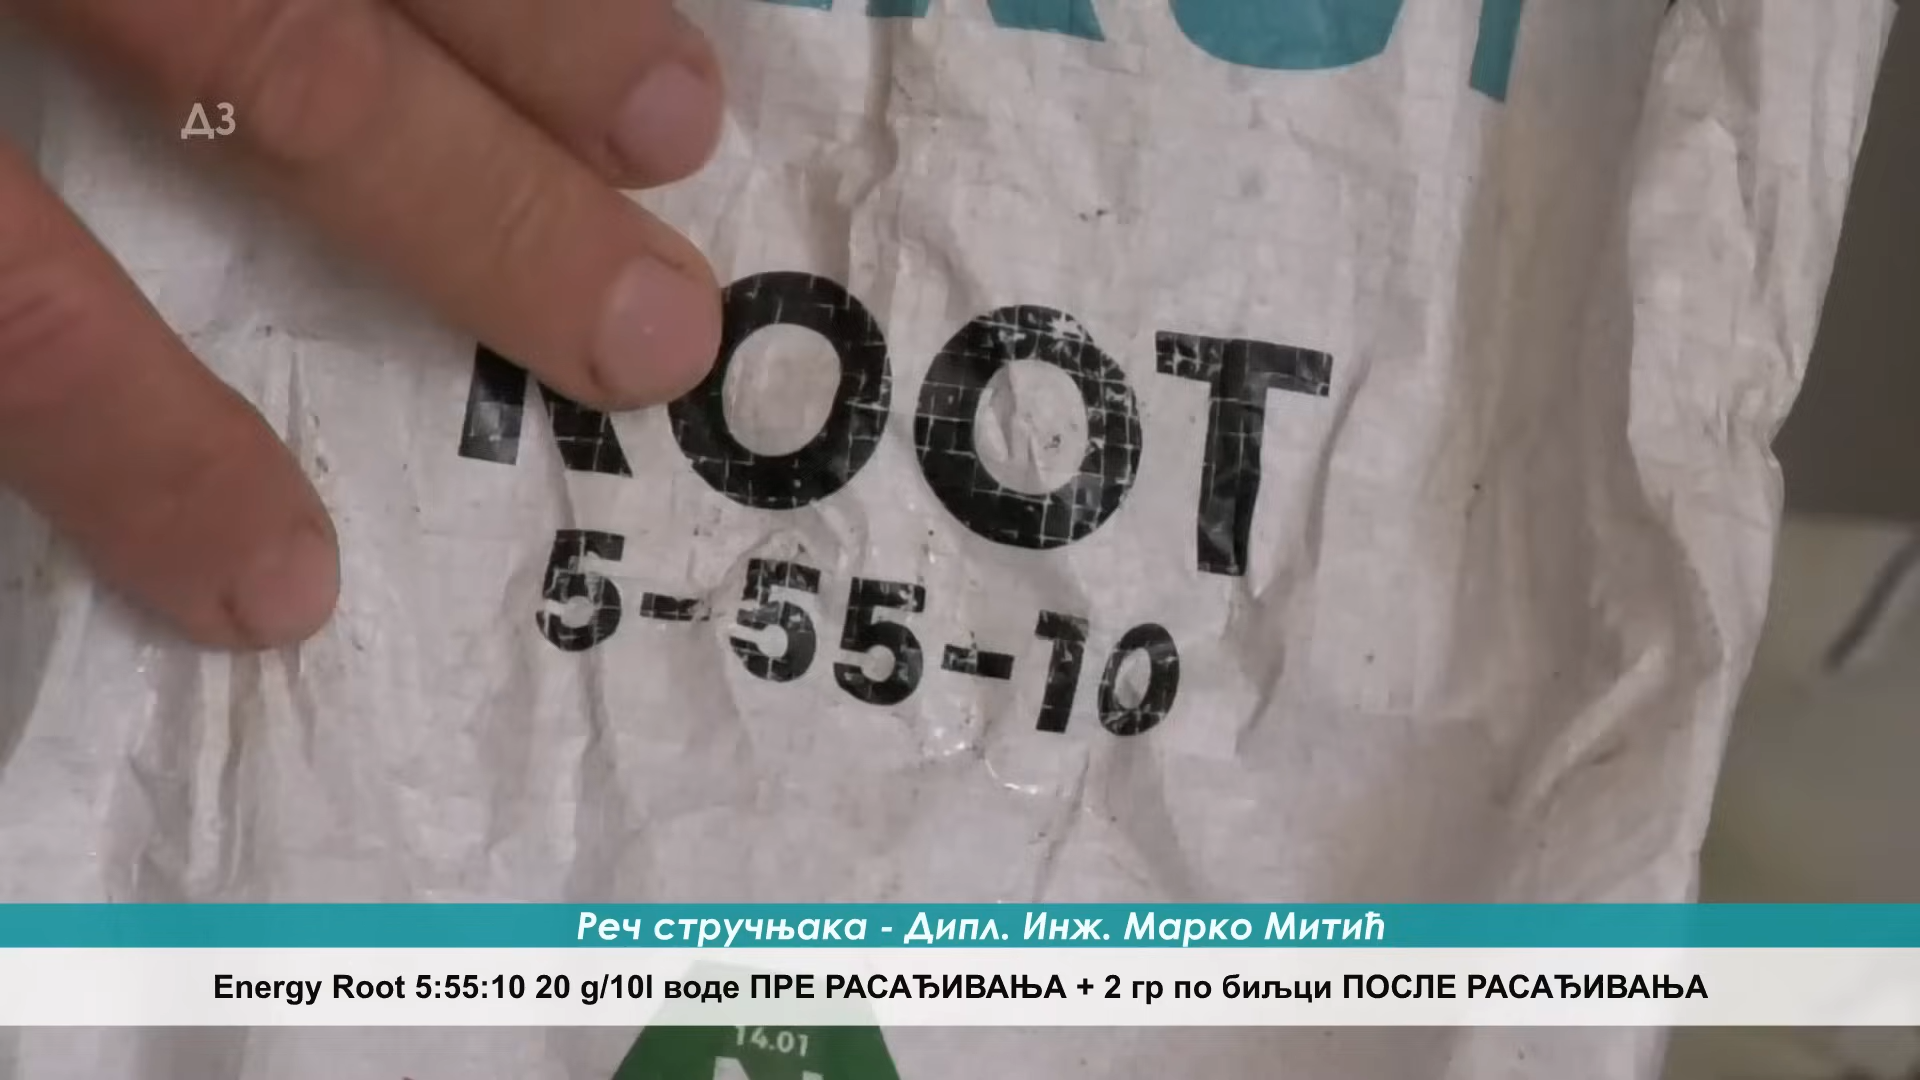 ДЗ
ROOT
5-55-10
Реч стручњака - Дипл. Инж. Марко Митић
Energy Root 5:55:10 20 g/10l воде ПРЕ РАСАЂИВАЊА + 2 гр по биљци ПОСЛЕ РАСАЂИВАЊА
14.01